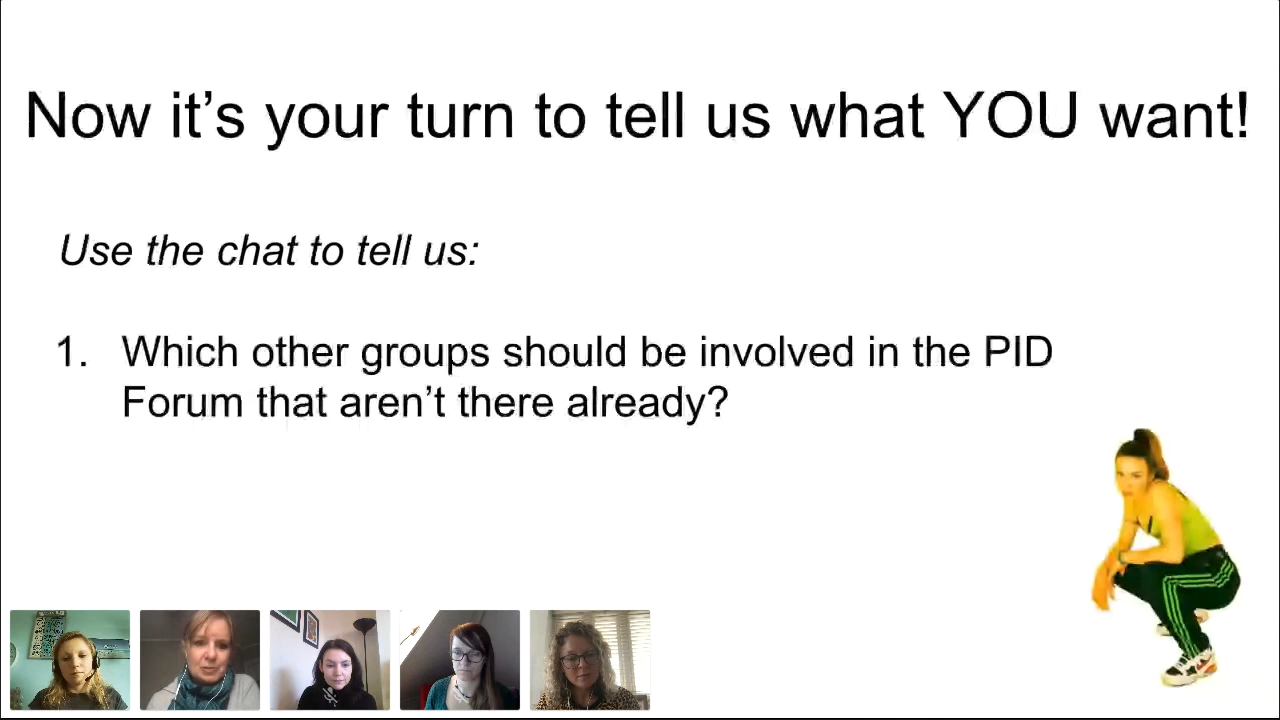 Now it’s your turn to tell us what YOU want!
Use the chat to tell us:
1. Which other groups should be involved in the PID
Forum that aren’t there already?